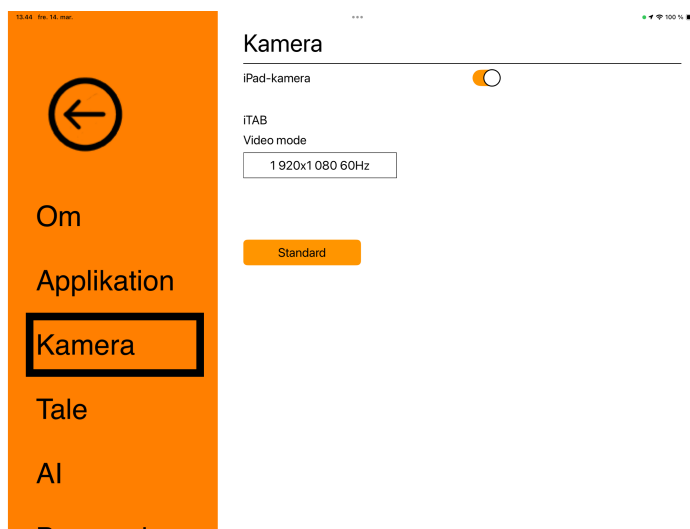 13.44 fre. 14. mar.
100 %
Kamera
iPad-kamera
iTAB
Video mode
1 920x1 080 60Hz
Standard
Om
Applikation
Kamera
Tale
AI